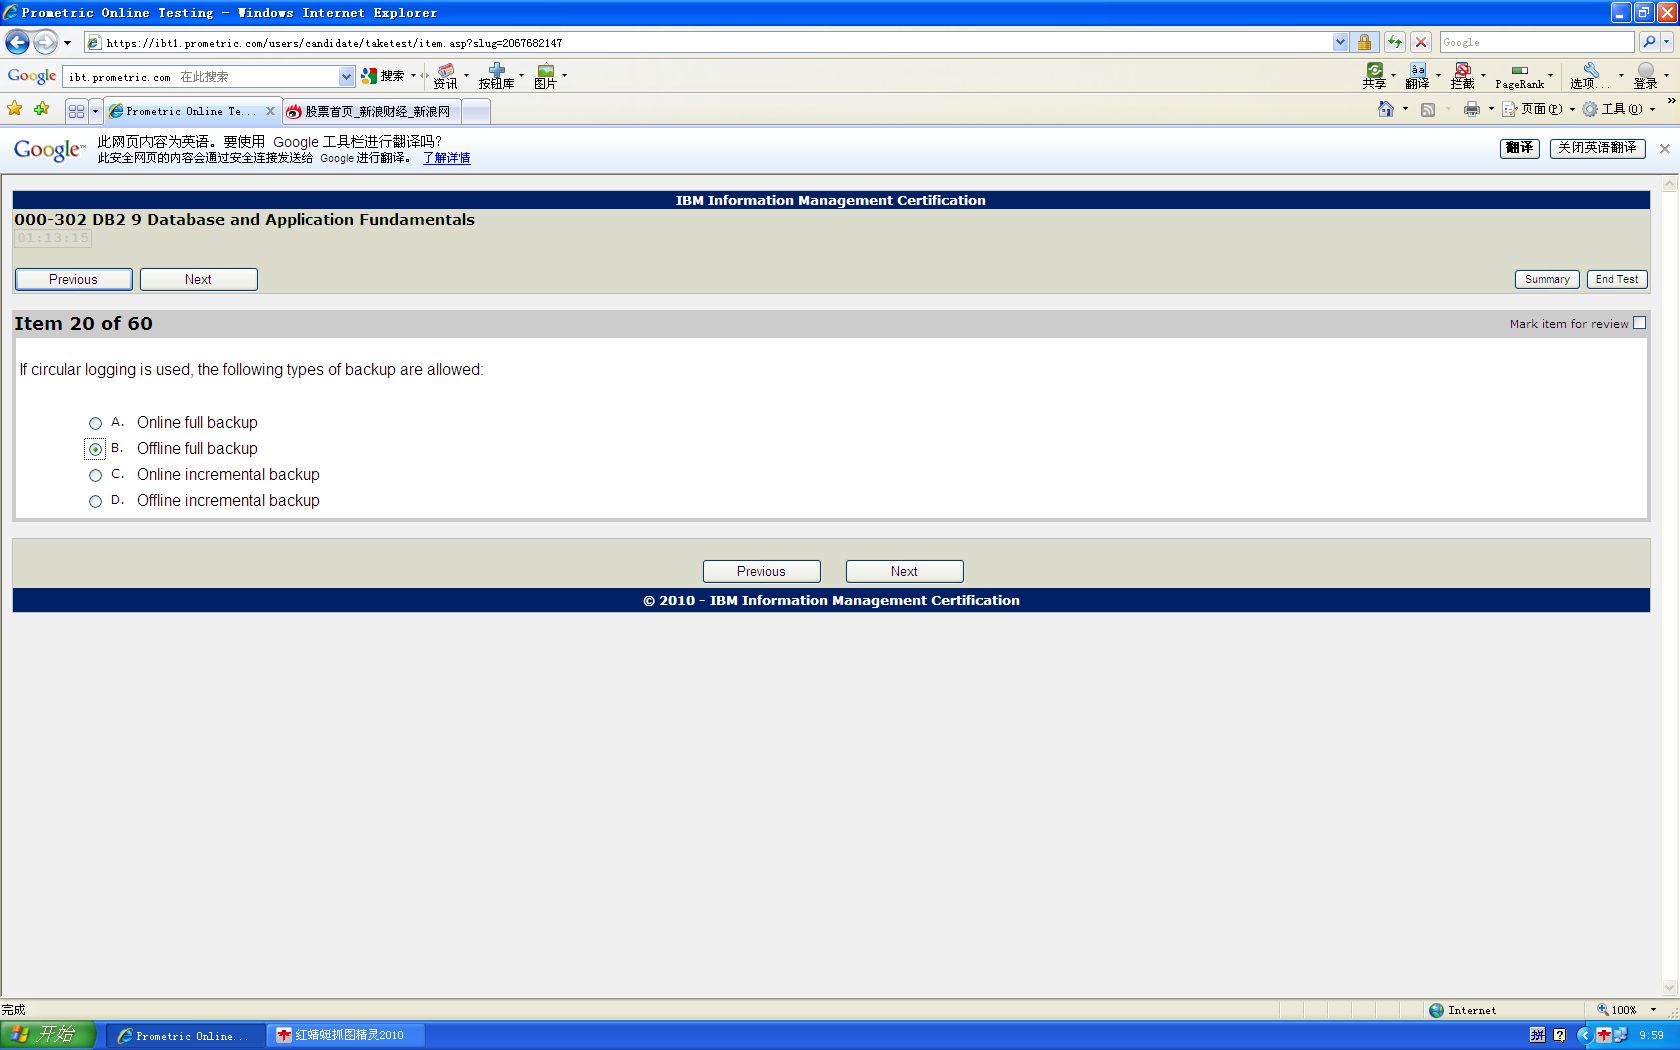 Prometric Online Testing - Windows Internet Explorer
https://ibt1.prometric.com/users/candidate/taketest/item.asp?slug=2067682147
Google
Google
ibt.prometric.com 在此搜索
搜索
资讯
按钮库
图片
共享
翻译
拦截
PageRank
选项...
登录
Prometric Online Te...
股票首页_新浪财经_新浪网
页面(P)
工具(O)
»
Google™
此网页内容为英语。要使用 Google 工具栏进行翻译吗?
此安全网页的内容会通过安全连接发送给 Google 进行翻译。 了解详情
翻译
关闭英语翻译
IBM Information Management Certification
000-302 DB2 9 Database and Application Fundamentals
01:13:15
Previous
Next
Summary
End Test
Item 20 of 60
Mark item for review
If circular logging is used, the following types of backup are allowed:
A. Online full backup
B. Offline full backup
C. Online incremental backup
D. Offline incremental backup
Previous
Next
© 2010 - IBM Information Management Certification
完成
Internet
100%
开始
Prometric Online...
红蜻蜓抓图精灵2010
拼
9:59